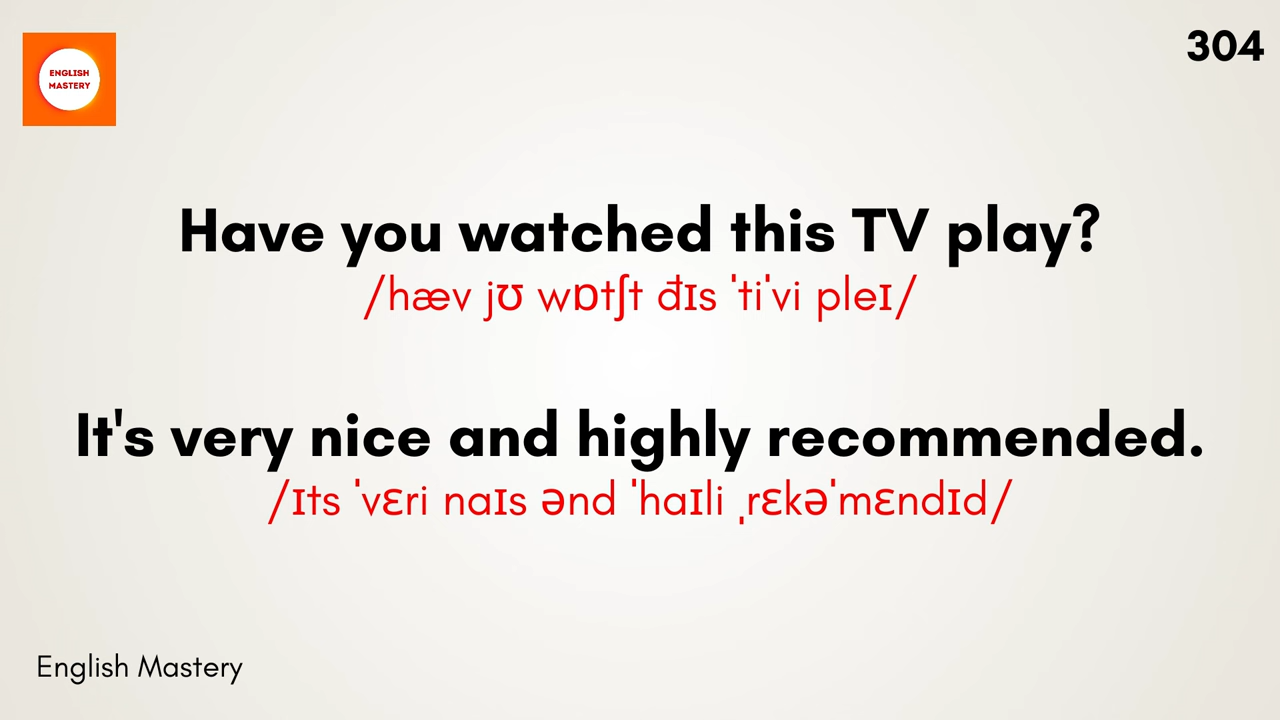 ENGLISH
MASTERY
304
Have you watched this TV play?
/hæv jʊ wɒtʃt đɪs ˈtiˈvi pleɪ/
It's very nice and highly recommended.
/ɪts ˈvɛri naɪs ənd ˈhaɪli ˌrɛkəˈmɛndɪd/
English Mastery